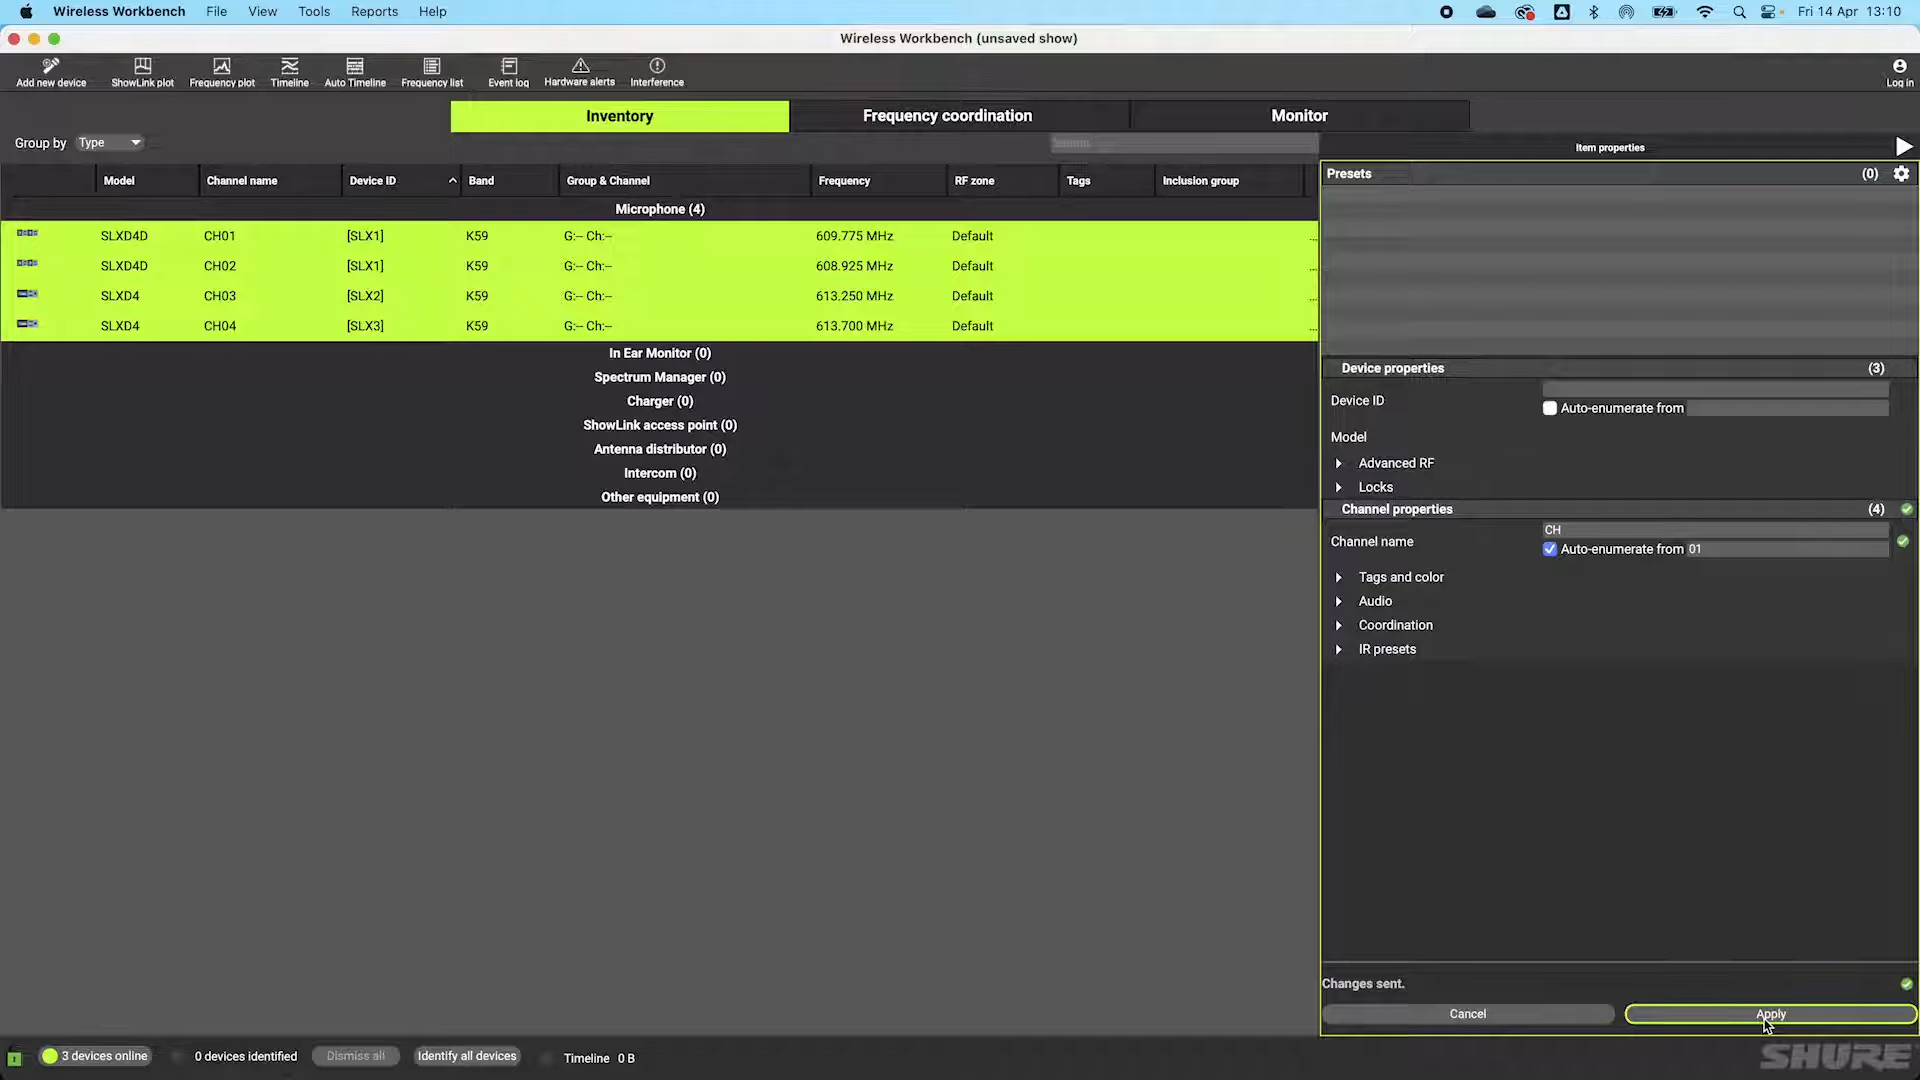 Wireless Workbench File View Tools Reports Help Fri 14 Apr 13:10
Wireless Workbench (unsaved show)
Add new device ShowLink plot Frequency plot Timeline Auto Timeline Frequency list Event log Hardware alerts Interference Log in
Inventory Frequency coordination Monitor
Group by Type Item properties
Model Channel name Device ID Band Group & Channel Frequency RF zone Tags Inclusion group
Presets (0)
Microphone (4)
SLXD4D CH01 [SLX1] K59 G:-- Ch:-- 609.775 MHz Default ...
SLXD4D CH02 [SLX1] K59 G:-- Ch:-- 608.925 MHz Default ...
SLXD4 CH03 [SLX2] K59 G:-- Ch:-- 613.250 MHz Default ...
SLXD4 CH04 [SLX3] K59 G:-- Ch:-- 613.700 MHz Default ...
In Ear Monitor (0)
Spectrum Manager (0)
Charger (0)
ShowLink access point (0)
Antenna distributor (0)
Intercom (0)
Other equipment (0)
Device properties (3)
Device ID
Auto-enumerate from
Model
Advanced RF
Locks
Channel properties (4)
CH
Channel name
Auto-enumerate from 01
Tags and color
Audio
Coordination
IR presets
Changes sent.
Cancel Apply
3 devices online 0 devices identified Dismiss all Identify all devices Timeline 0 B
SHURE